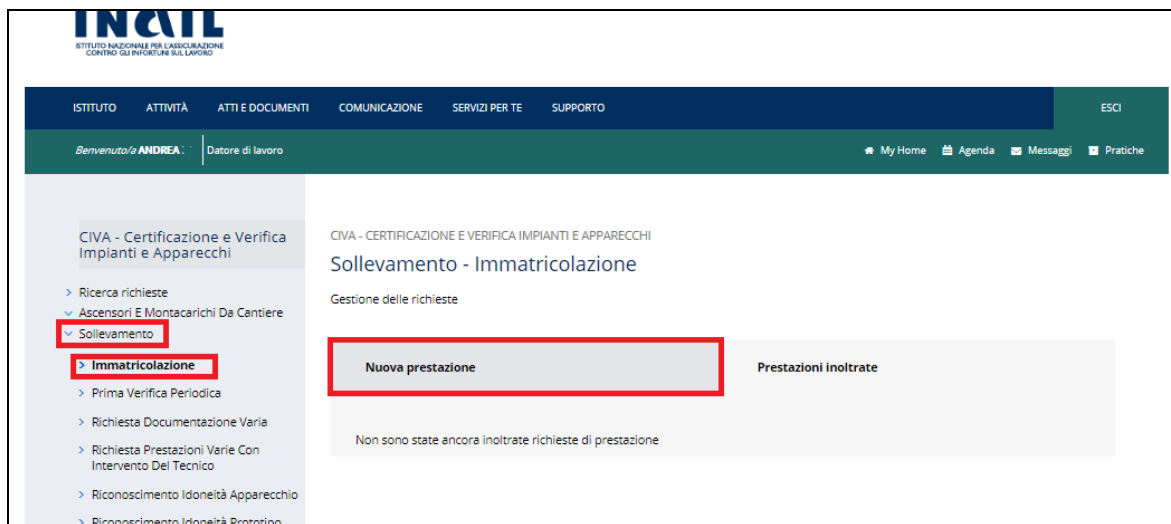 INAIL
ISTITUTO NAZIONALE PER L'ASSICURAZIONE
CONTRO GLI INFORTUNI SUL LAVORO
ISTITUTO ATTIVITÀ ATTI E DOCUMENTI COMUNICAZIONE SERVIZI PER TE SUPPORTO ESCI
Benvenuto/a ANDREA Datore di lavoro My Home Agenda Messaggi Pratiche
CIVA - Certificazione e Verifica
Impianti e Apparecchi
> Ricerca richieste
Ascensori E Montacarichi Da Cantiere
Sollevamento
> Immatricolazione
> Prima Verifica Periodica
> Richiesta Documentazione Varia
> Richiesta Prestazioni Varie Con
Intervento Del Tecnico
> Riconoscimento Idoneità Apparecchio
> Riconoscimento Idoneità Prototipo
CIVA - CERTIFICAZIONE E VERIFICA IMPIANTI E APPARECCHI
Sollevamento - Immatricolazione
Gestione delle richieste
Nuova prestazione Prestazioni inoltrate
Non sono state ancora inoltrate richieste di prestazione